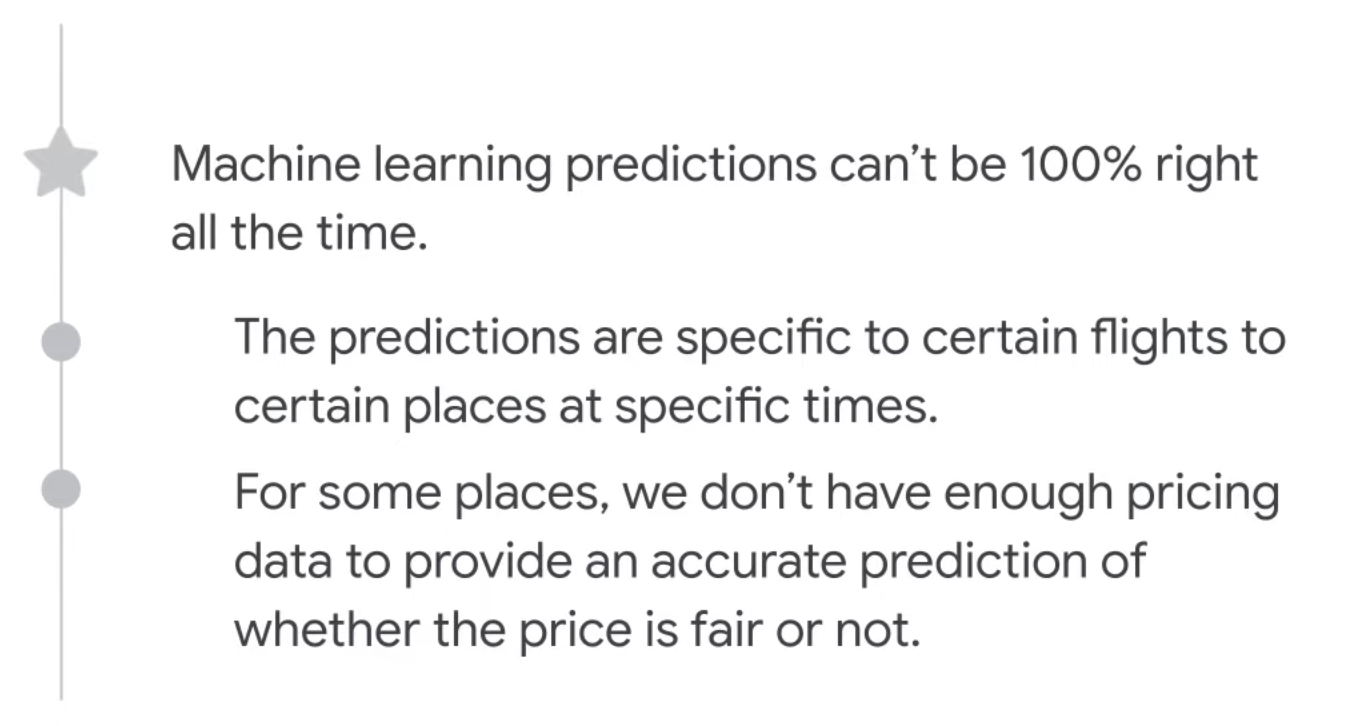 Machine learning predictions can’t be 100% right
all the time.
The predictions are specific to certain flights to
certain places at specific times.
For some places, we don’t have enough pricing
data to provide an accurate prediction of
whether the price is fair or not.